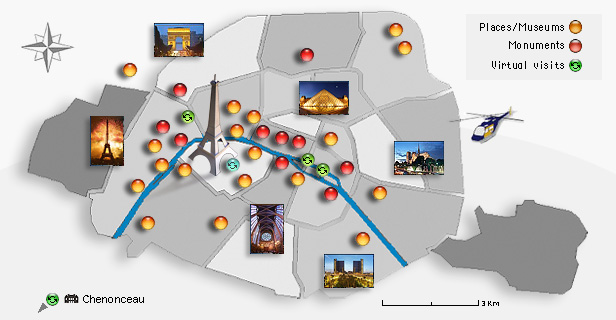 Places/Museums
Monuments
Virtual visits
Chenonceau
3 Km